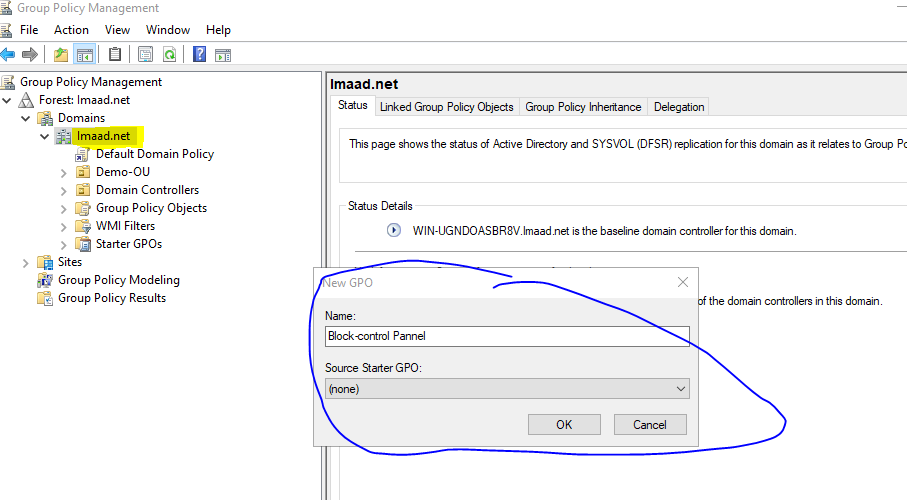 Group Policy Management
File Action View Window Help
Group Policy Management
Forest: Imaad.net
Domains
Imaad.net
Default Domain Policy
Demo-OU
Domain Controllers
Group Policy Objects
WMI Filters
Starter GPOs
Sites
Group Policy Modeling
Group Policy Results
Imaad.net
Status Linked Group Policy Objects Group Policy Inheritance Delegation
This page shows the status of Active Directory and SYSVOL (DFSR) replication for this domain as it relates to Group Po
Status Details
WIN-UGNDOASBR8V.Imaad.net is the baseline domain controller for this domain.
of the domain controllers in this domain.
New GPO
Name:
Block-control Pannel
Source Starter GPO:
(none)
OK Cancel